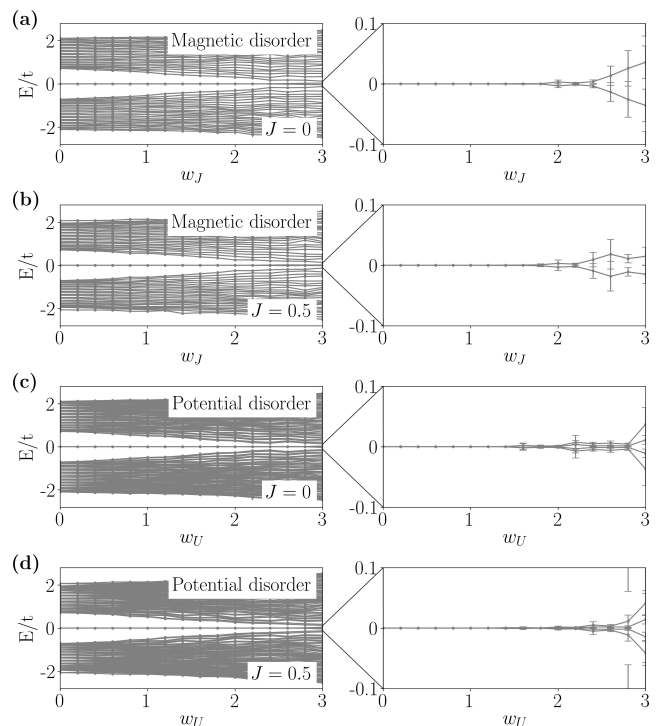 (a)
E/t
2
0
-2
Magnetic disorder
J = 0
0 1 2 3
w_J
0.1
0
-0.1
0 1 2 3
w_J
(b)
E/t
2
0
-2
Magnetic disorder
J = 0.5
0 1 2 3
w_J
0.1
0
-0.1
0 1 2 3
w_J
(c)
E/t
2
0
-2
Potential disorder
J = 0
0 1 2 3
w_U
0.1
0
-0.1
0 1 2 3
w_U
(d)
E/t
2
0
-2
Potential disorder
J = 0.5
0 1 2 3
w_U
0.1
0
-0.1
0 1 2 3
w_U